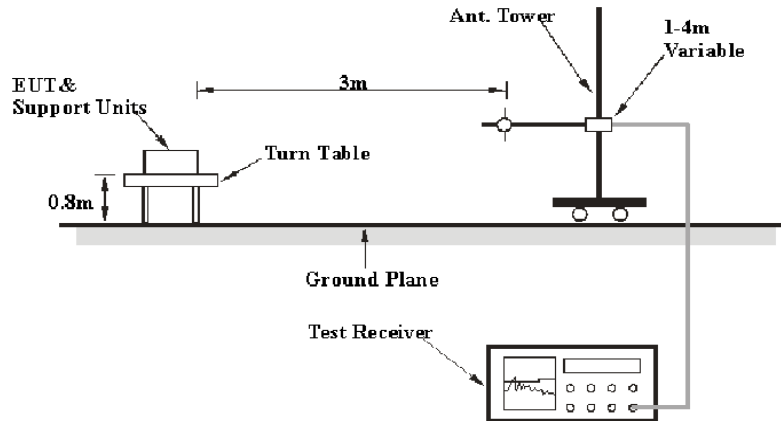 Ant. Tower
1-4m
Variable
EUT&
Support Units
3m
Turn Table
0.8m
Ground Plane
Test Receiver